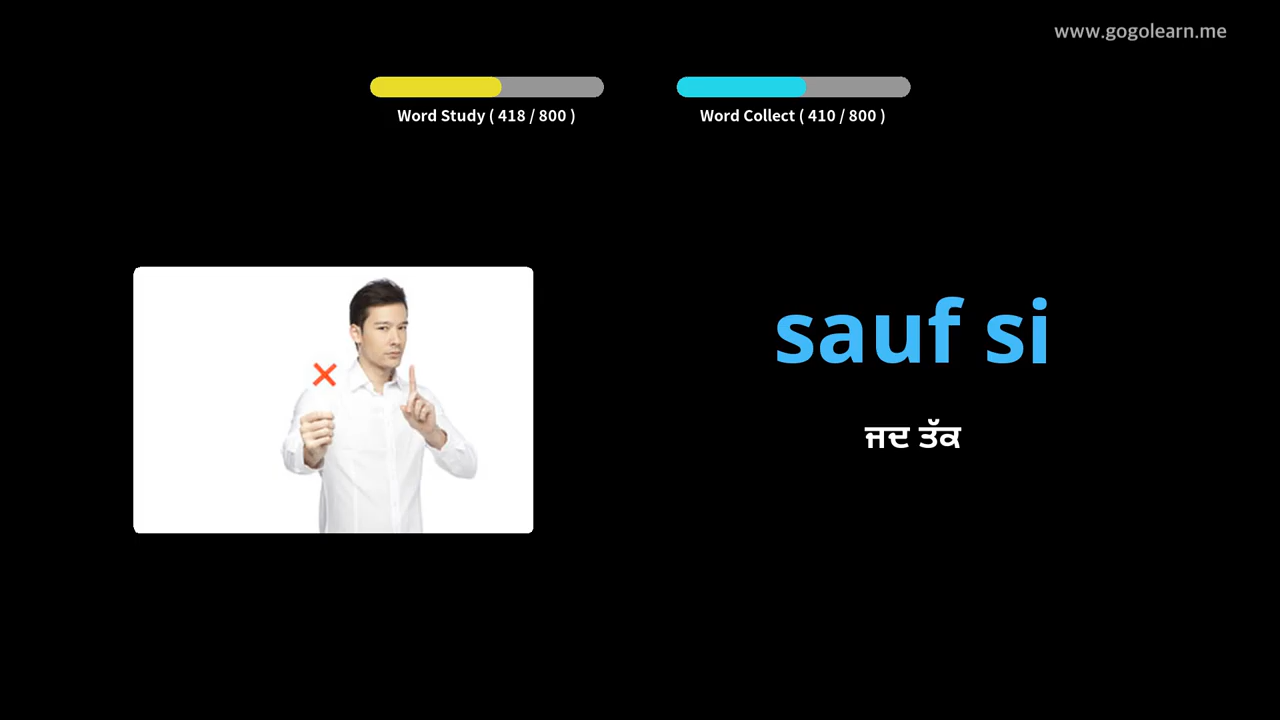 www.gogolearn.me
Word Study ( 418 / 800 )
Word Collect ( 410 / 800 )
sauf si
ਜਦ ਤੱਕ